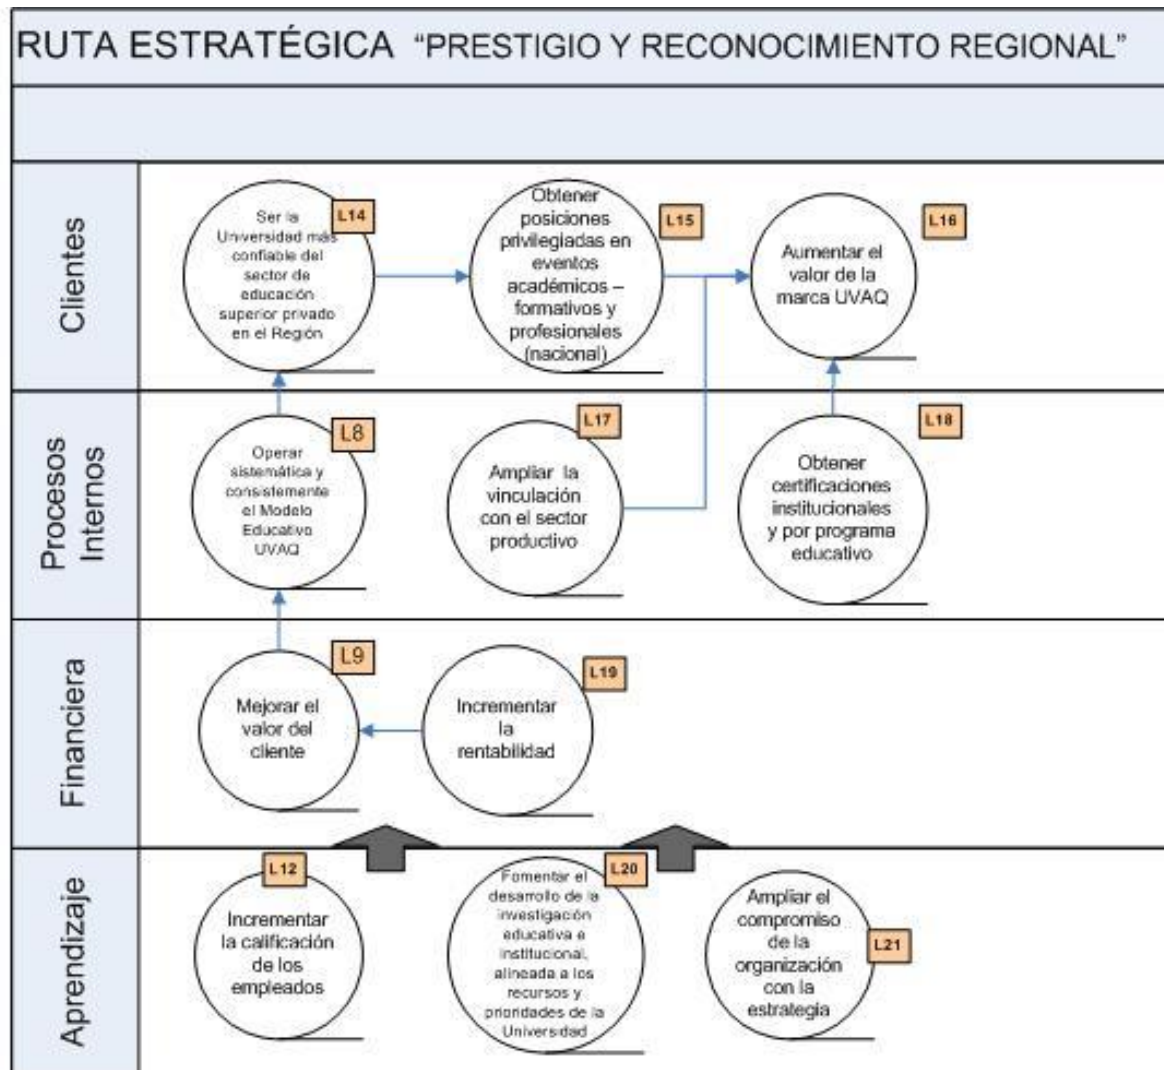 RUTA ESTRATÉGICA “PRESTIGIO Y RECONOCIMIENTO REGIONAL”
Clientes
L14
Ser la
Universidad más
confiable del
sector de
educación
superior privado
en el Región
L15
Obtener
posiciones
privilegiadas en
eventos
académicos –
formativos y
profesionales
(nacional)
L16
Aumentar el
valor de la
marca UVAQ
Procesos
Internos
L8
Operar
sistemática y
consistemente
el Modelo
Educativo
UVAQ
L17
Ampliar la
vinculación
con el sector
productivo
L18
Obtener
certificaciones
institucionales
y por programa
educativo
Financiera
L9
Mejorar el
valor del
cliente
L19
Incrementar
la
rentabilidad
Aprendizaje
L12
Incrementar
la calificación
de los
empleados
L20
Fomentar el
desarrollo de la
investigación
educativa e
institucional,
alineada a los
recursos y
prioridades de la
Universidad
L21
Ampliar el
compromiso
de la
organización
con la
estrategia